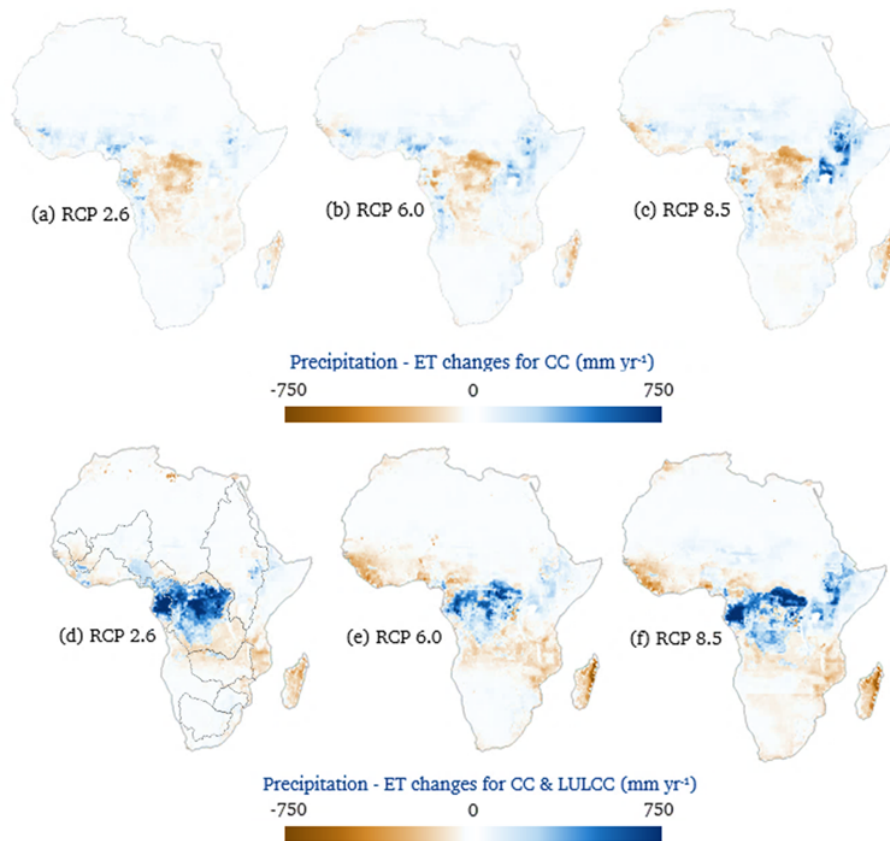 (a) RCP 2.6
(b) RCP 6.0
(c) RCP 8.5
Precipitation - ET changes for CC (mm yr⁻¹)
-750 0 750
(d) RCP 2.6
(e) RCP 6.0
(f) RCP 8.5
Precipitation - ET changes for CC & LULCC (mm yr⁻¹)
-750 0 750